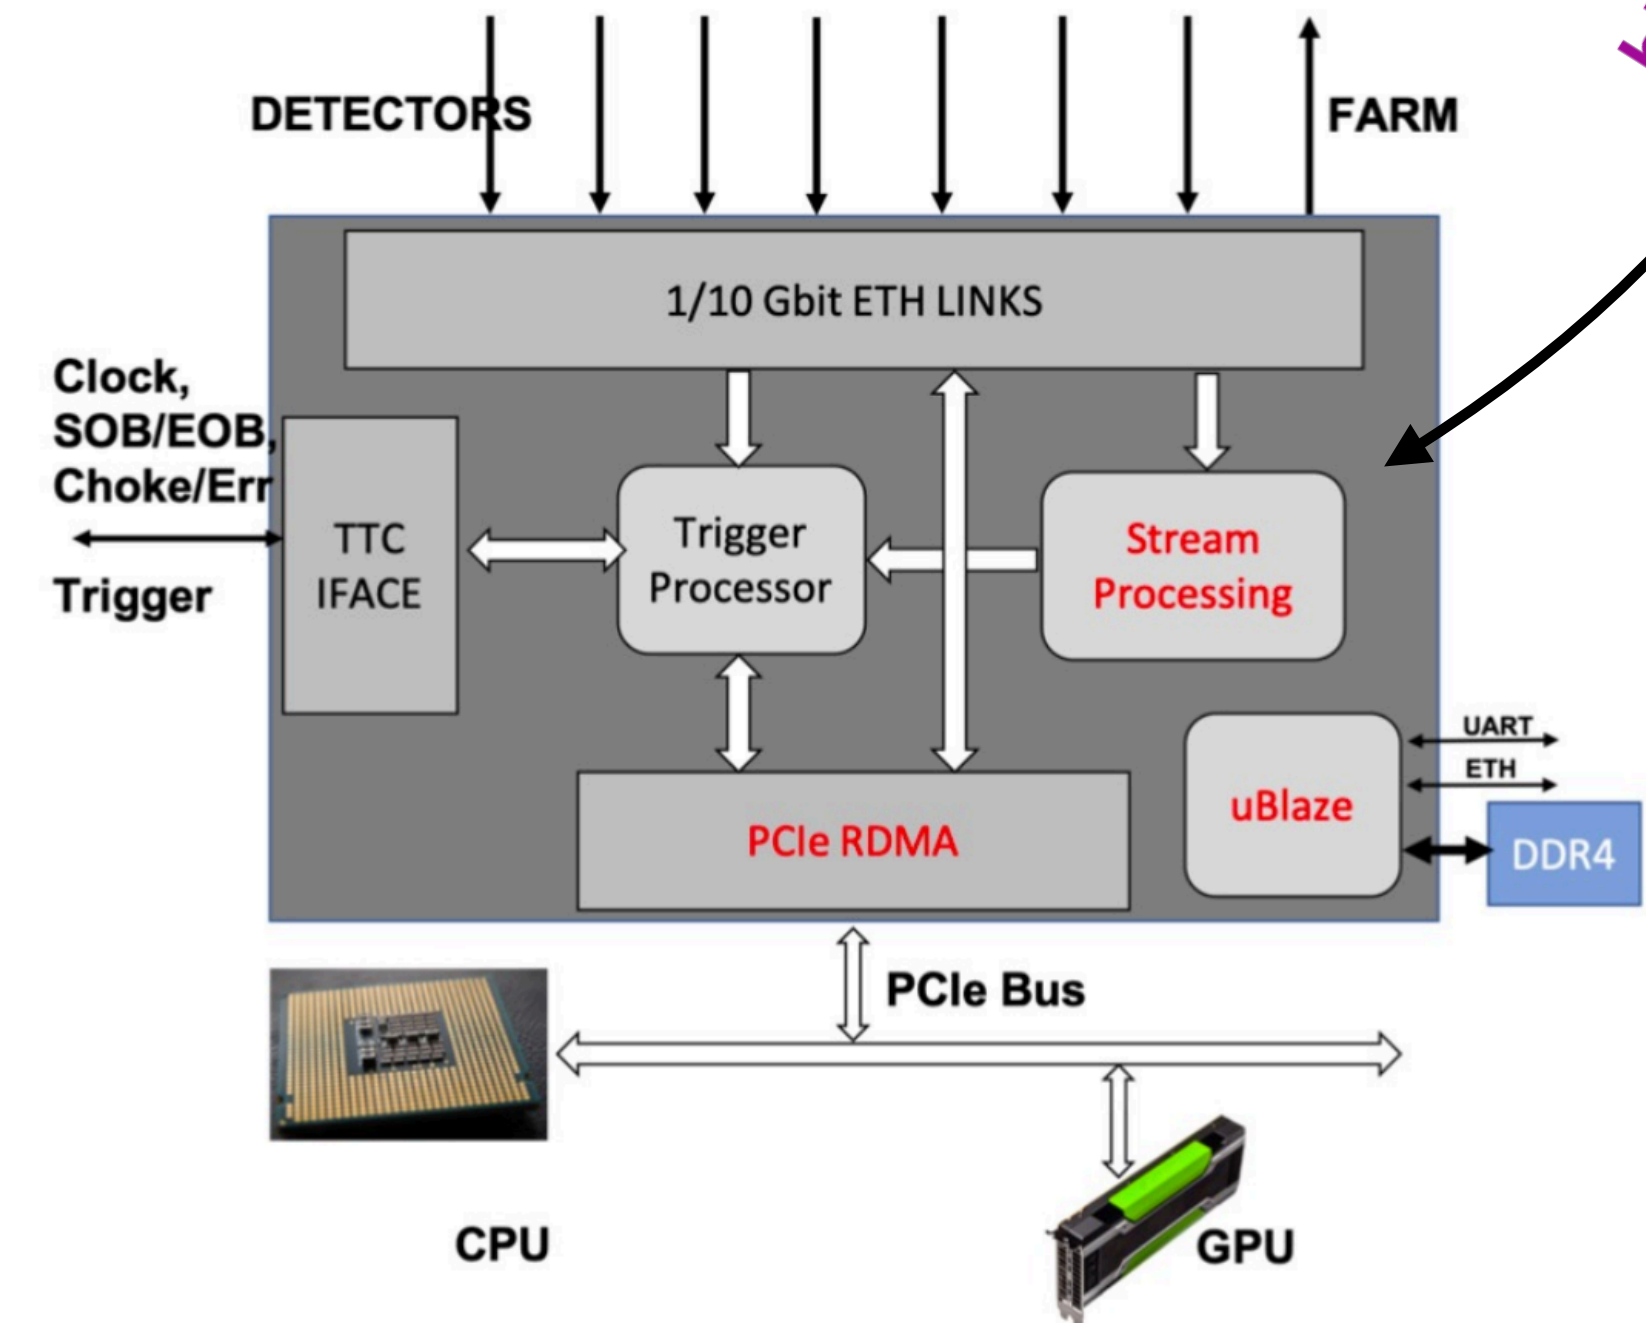 DETECTORS
FARM
1/10 Gbit ETH LINKS
Clock,
SOB/EOB,
Choke/Err
Trigger
TTC
IFACE
Trigger
Processor
Stream
Processing
UART
ETH
uBlaze
DDR4
PCIe RDMA
PCIe Bus
CPU
GPU